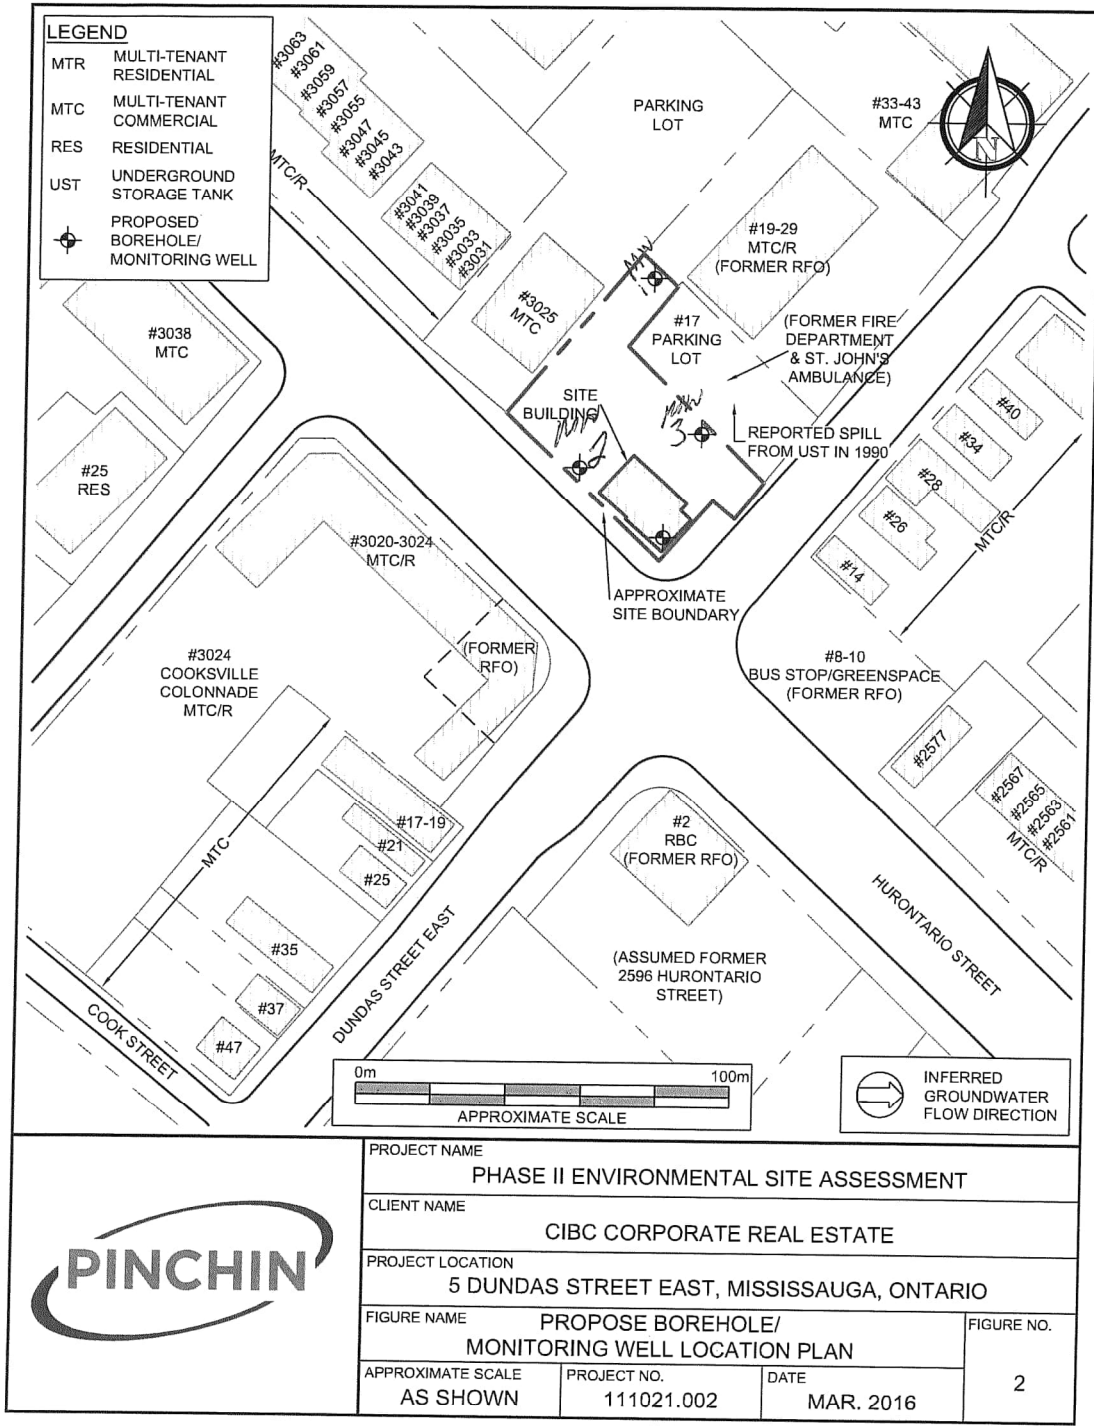 LEGEND
MTR MULTI-TENANT
RESIDENTIAL
MTC MULTI-TENANT
COMMERCIAL
RES RESIDENTIAL
UST UNDERGROUND
STORAGE TANK
PROPOSED
BOREHOLE/
MONITORING WELL
#3063
#3061
#3059
#3057
#3055
#3047
#3045
#3043
MTC/R
#3041
#3039
#3037
#3035
#3033
#3031
PARKING
LOT
#33-43
MTC
N
#19-29
MTC/R
(FORMER RFO)
MW
1
#3025
MTC
#17
PARKING
LOT
(FORMER FIRE
DEPARTMENT
& ST. JOHN'S
AMBULANCE)
#3038
MTC
SITE
BUILDING
MW
2
MW
3
REPORTED SPILL
FROM UST IN 1990
#40
#34
#28
#26
#14
MTC/R
#25
RES
#3020-3024
MTC/R
APPROXIMATE
SITE BOUNDARY
(FORMER
RFO)
#3024
COOKSVILLE
COLONNADE
MTC/R
#8-10
BUS STOP/GREENSPACE
(FORMER RFO)
#2577
#2567
#2565
#2563
#2561
MTC/R
MTC
#17-19
#21
#25
#35
#37
#47
#2
RBC
(FORMER RFO)
(ASSUMED FORMER
2596 HURONTARIO
STREET)
HURONTARIO STREET
DUNDAS STREET EAST
COOK STREET
0m 100m
APPROXIMATE SCALE
INFERRED
GROUNDWATER
FLOW DIRECTION
PINCHIN
PROJECT NAME
PHASE II ENVIRONMENTAL SITE ASSESSMENT
CLIENT NAME
CIBC CORPORATE REAL ESTATE
PROJECT LOCATION
5 DUNDAS STREET EAST, MISSISSAUGA, ONTARIO
FIGURE NAME
PROPOSE BOREHOLE/
MONITORING WELL LOCATION PLAN
FIGURE NO.
2
APPROXIMATE SCALE
AS SHOWN
PROJECT NO.
111021.002
DATE
MAR. 2016